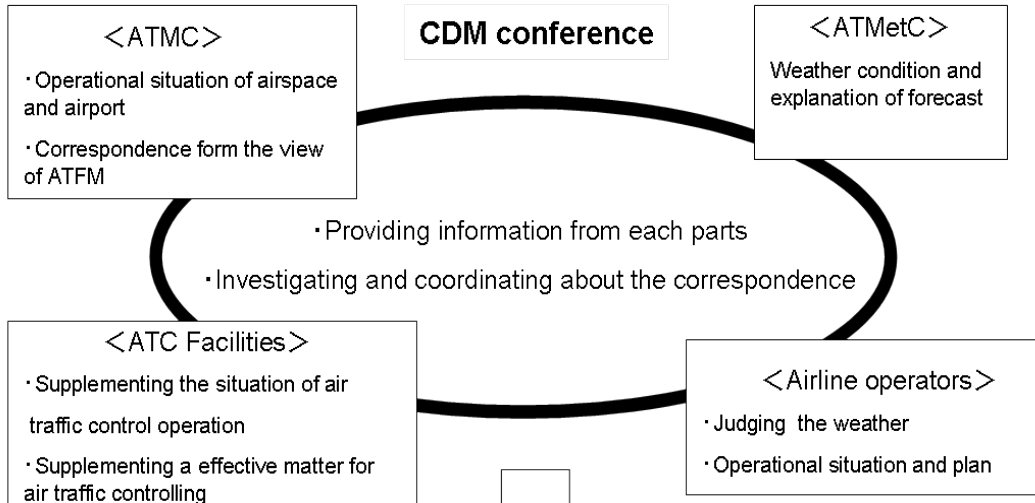 CDM conference
＜ATMC＞
・Operational situation of airspace
and airport
・Correspondence form the view
of ATFM
＜ATMetC＞
Weather condition and
explanation of forecast
・Providing information from each parts
・Investigating and coordinating about the correspondence
＜ATC Facilities＞
・Supplementing the situation of air
traffic control operation
・Supplementing a effective matter for
air traffic controlling
＜Airline operators＞
・Judging the weather
・Operational situation and plan